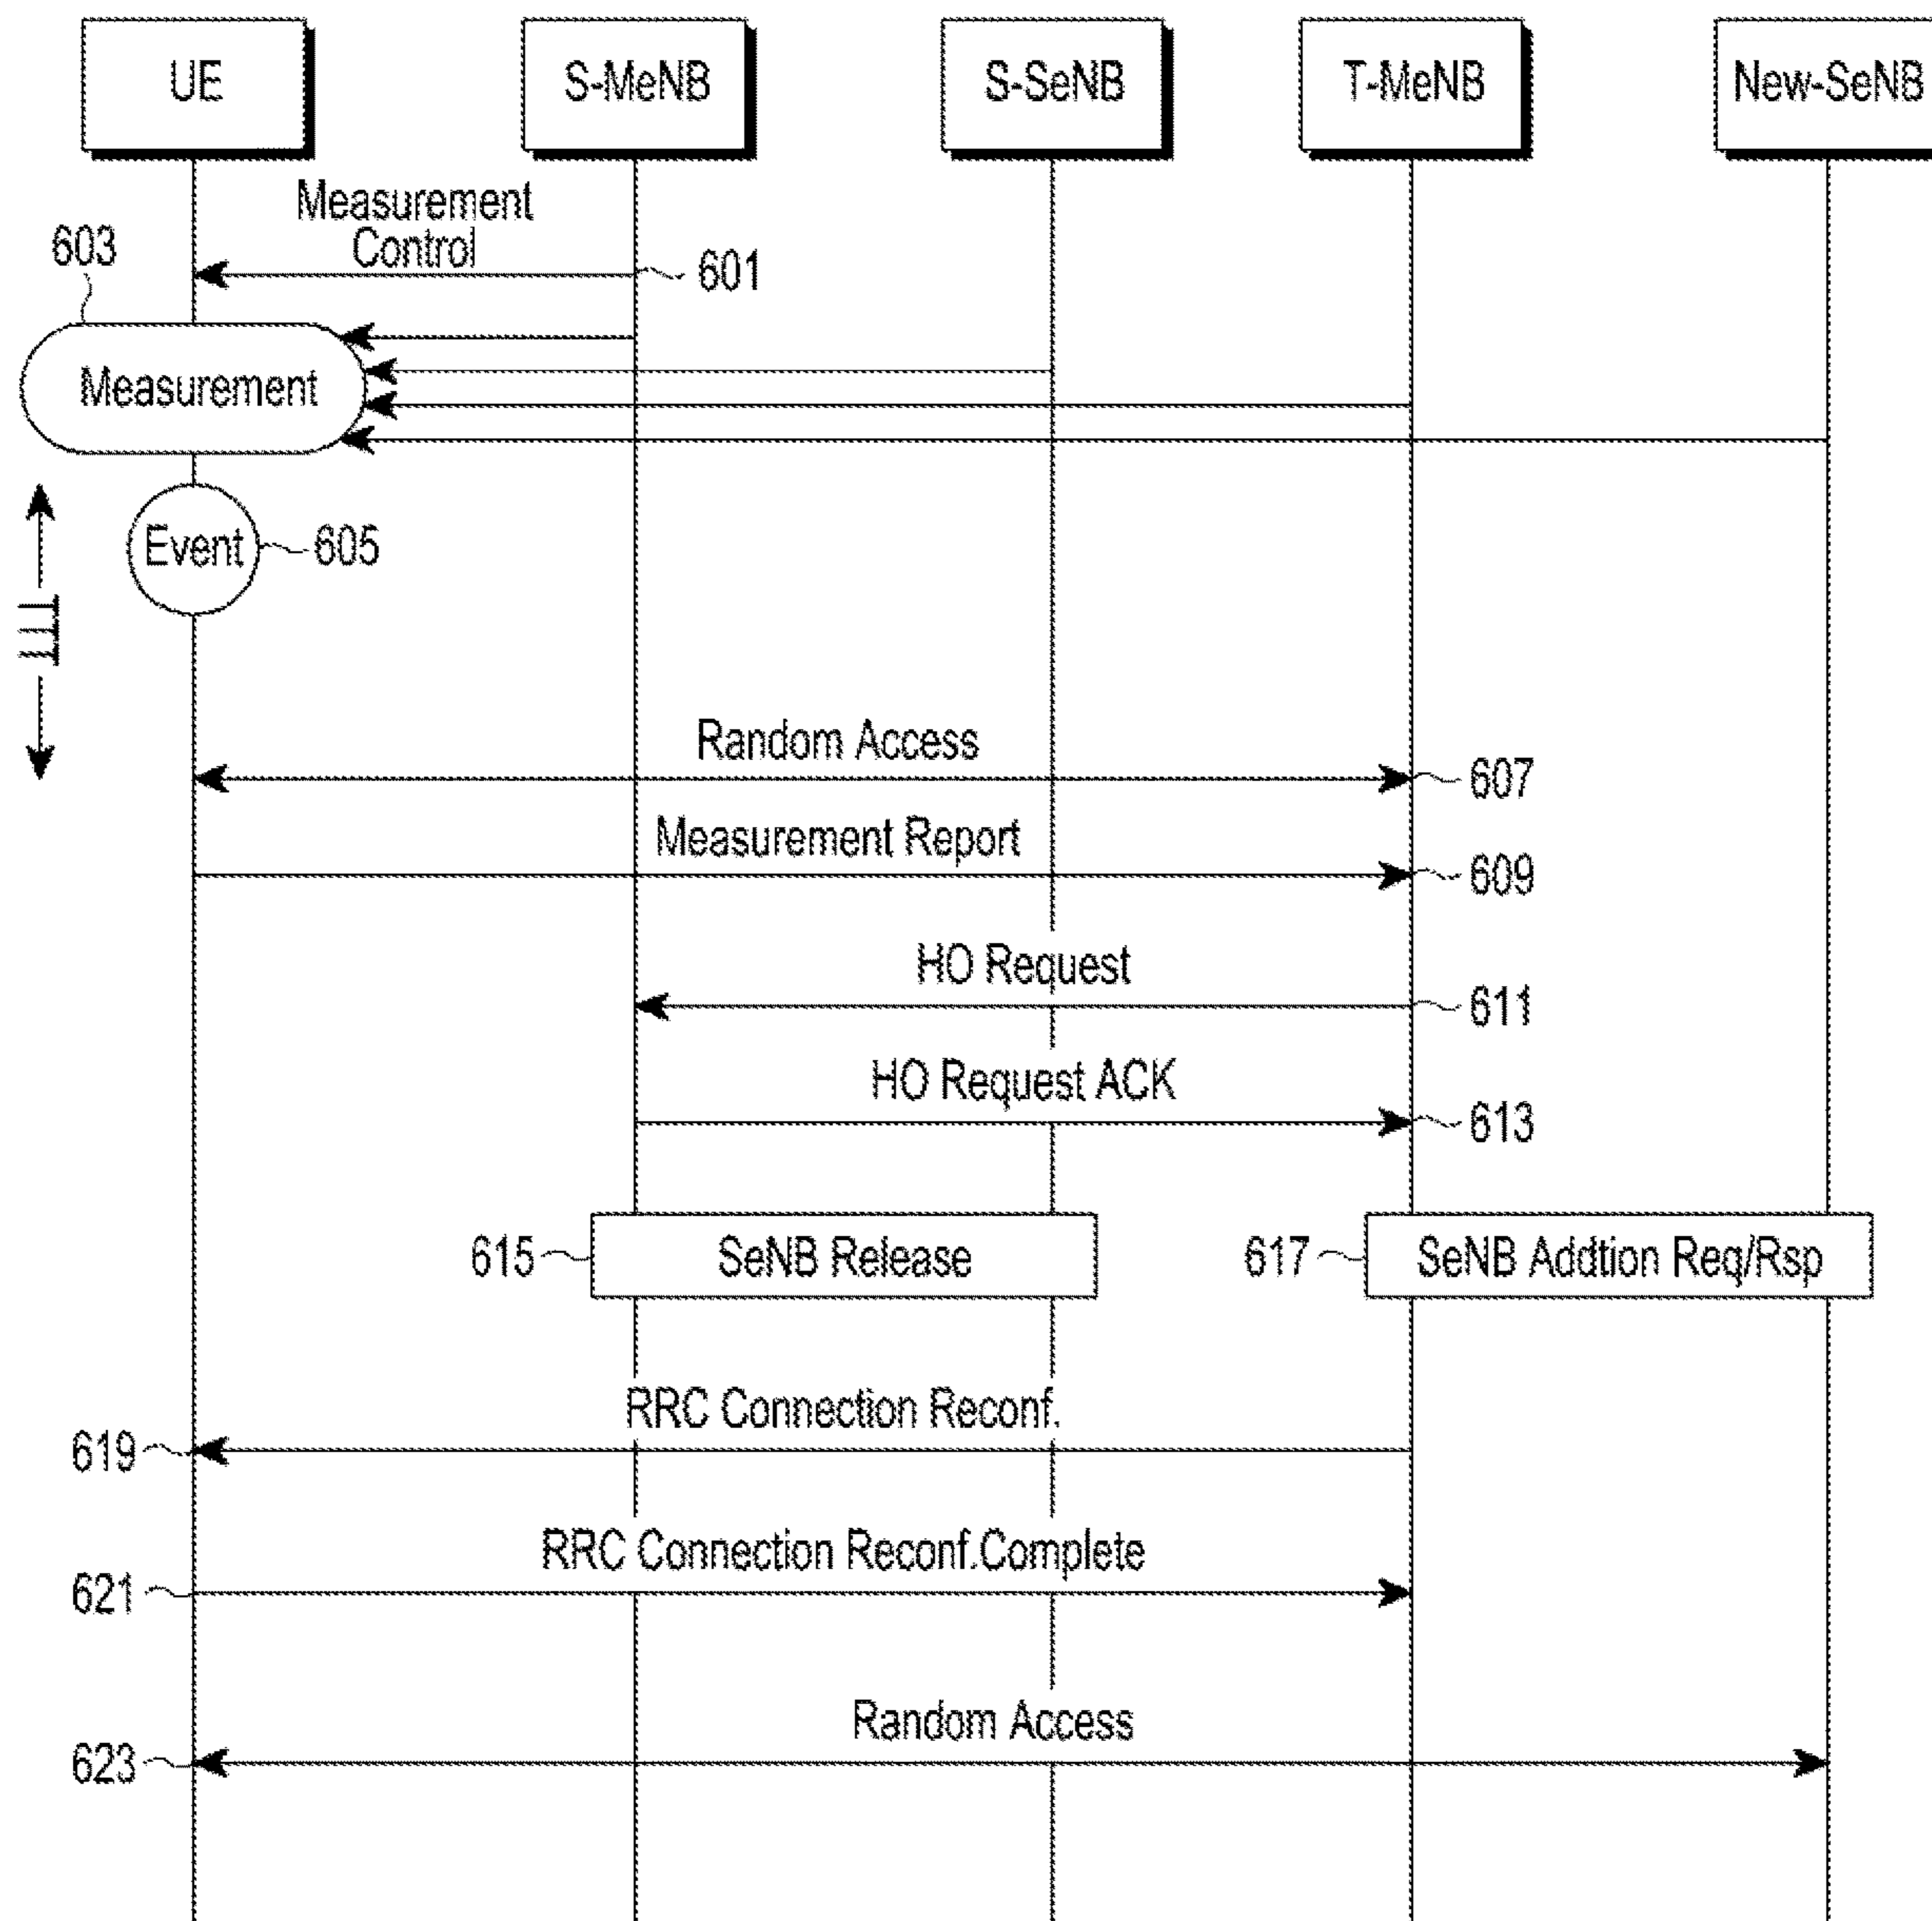 UE
S-MeNB
S-SeNB
T-MeNB
New-SeNB
Measurement
Control
601
603
Measurement
Event
605
TTT
Random Access
607
Measurement Report
609
HO Request
611
HO Request ACK
613
615
SeNB Release
617
SeNB Addtion Req/Rsp
RRC Connection Reconf.
619
RRC Connection Reconf.Complete
621
Random Access
623